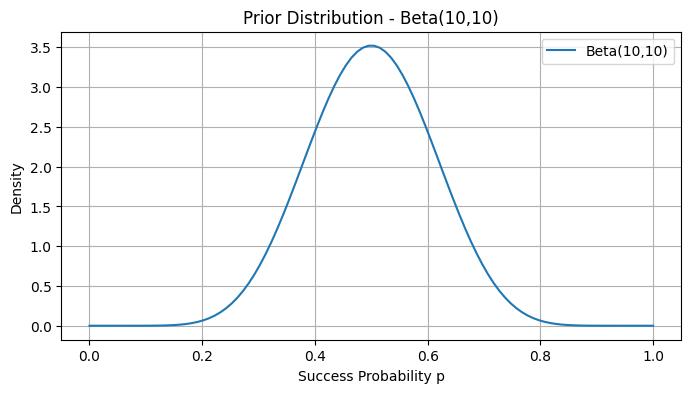 Prior Distribution - Beta(10,10)
Beta(10,10)
3.5
3.0
2.5
2.0
1.5
1.0
0.5
0.0
Density
0.0 0.2 0.4 0.6 0.8 1.0
Success Probability p